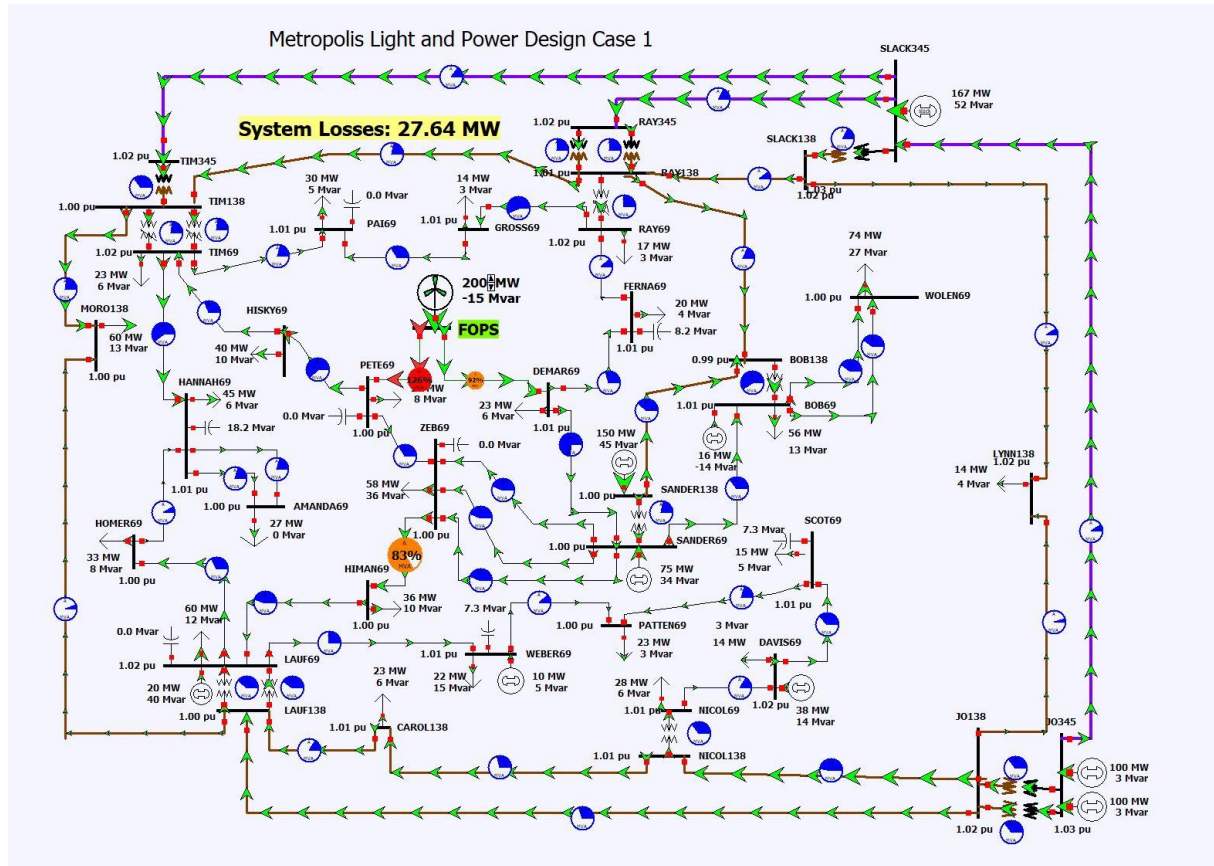 Metropolis Light and Power Design Case 1
SLACK345
167 MW
52 Mvar
System Losses: 27.64 MW
1.02 pu
RAY345
SLACK138
1.02 pu
TIM345
30 MW
5 Mvar
0.0 Mvar
14 MW
3 Mvar
1.01 pu
RAY138
1.03 pu
1.02 pu
1.00 pu
TIM138
1.01 pu
PAI69
1.01 pu
GROSS69
RAY69
1.02 pu
17 MW
3 Mvar
74 MW
27 Mvar
1.02 pu
TIM69
23 MW
6 Mvar
200 MW
-15 Mvar
FERNA69
20 MW
4 Mvar
8.2 Mvar
1.01 pu
1.00 pu
WOLEN69
MORO138
60 MW
13 Mvar
1.00 pu
HISKY69
40 MW
10 Mvar
FOPS
PETE69
126%
MW
8 Mvar
92%
DEMAR69
23 MW
6 Mvar
1.01 pu
0.99 pu
BOB138
1.01 pu
BOB69
HANNAH69
45 MW
6 Mvar
18.2 Mvar
1.01 pu
0.0 Mvar
1.00 pu
ZEB69
0.0 Mvar
150 MW
45 Mvar
16 MW
-14 Mvar
56 MW
13 Mvar
LYNN138
1.02 pu
14 MW
4 Mvar
58 MW
36 Mvar
1.00 pu
1.00 pu
SANDER138
1.00 pu
AMANDA69
27 MW
0 Mvar
HOMER69
33 MW
8 Mvar
1.00 pu
83%
MVA
1.00 pu
SANDER69
75 MW
34 Mvar
SCOT69
7.3 Mvar
15 MW
5 Mvar
1.01 pu
HIMAN69
36 MW
10 Mvar
1.00 pu
60 MW
12 Mvar
0.0 Mvar
7.3 Mvar
1.00 pu
PATTEN69
23 MW
3 Mvar
3 Mvar
14 MW
DAVIS69
1.02 pu
LAUF69
1.01 pu
WEBER69
22 MW
15 Mvar
10 MW
5 Mvar
20 MW
40 Mvar
1.00 pu
LAUF138
23 MW
6 Mvar
1.01 pu
CAROL138
28 MW
6 Mvar
1.01 pu
NICOL69
1.02 pu
38 MW
14 Mvar
1.01 pu
NICOL138
JO138
JO345
100 MW
3 Mvar
100 MW
3 Mvar
1.02 pu
1.03 pu